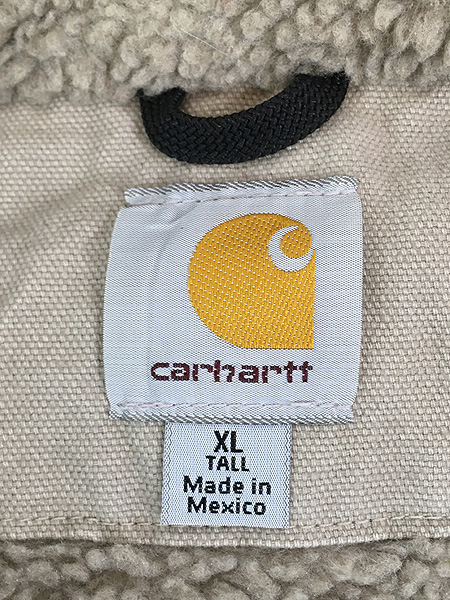 carhartt
XL
TALL
Made in
Mexico